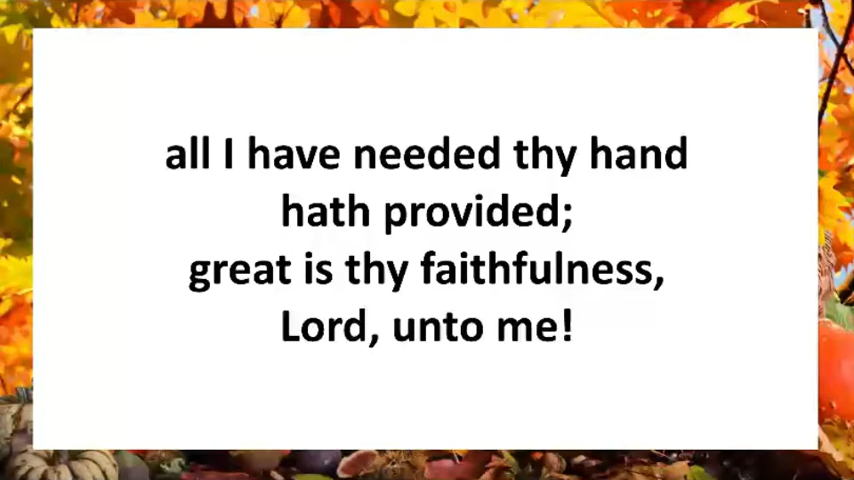 all I have needed thy hand
hath provided;
great is thy faithfulness,
Lord, unto me!